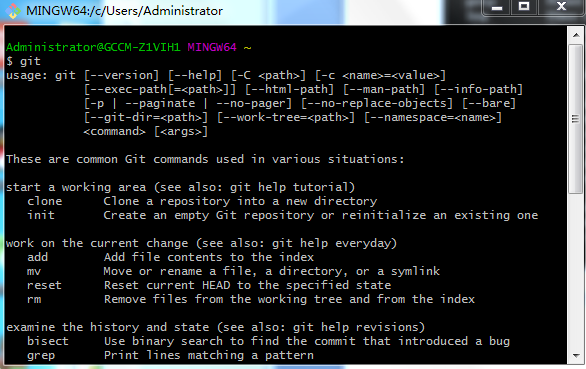 MINGW64:/c/Users/Administrator
Administrator@GCCM-Z1VIH1 MINGW64 ~
$ git
usage: git [--version] [--help] [-C <path>] [-c <name>=<value>]
           [--exec-path[=<path>]] [--html-path] [--man-path] [--info-path]
           [-p | --paginate | --no-pager] [--no-replace-objects] [--bare]
           [--git-dir=<path>] [--work-tree=<path>] [--namespace=<name>]
           <command> [<args>]

These are common Git commands used in various situations:

start a working area (see also: git help tutorial)
   clone      Clone a repository into a new directory
   init       Create an empty Git repository or reinitialize an existing one

work on the current change (see also: git help everyday)
   add        Add file contents to the index
   mv         Move or rename a file, a directory, or a symlink
   reset      Reset current HEAD to the specified state
   rm         Remove files from the working tree and from the index

examine the history and state (see also: git help revisions)
   bisect     Use binary search to find the commit that introduced a bug
   grep       Print lines matching a pattern